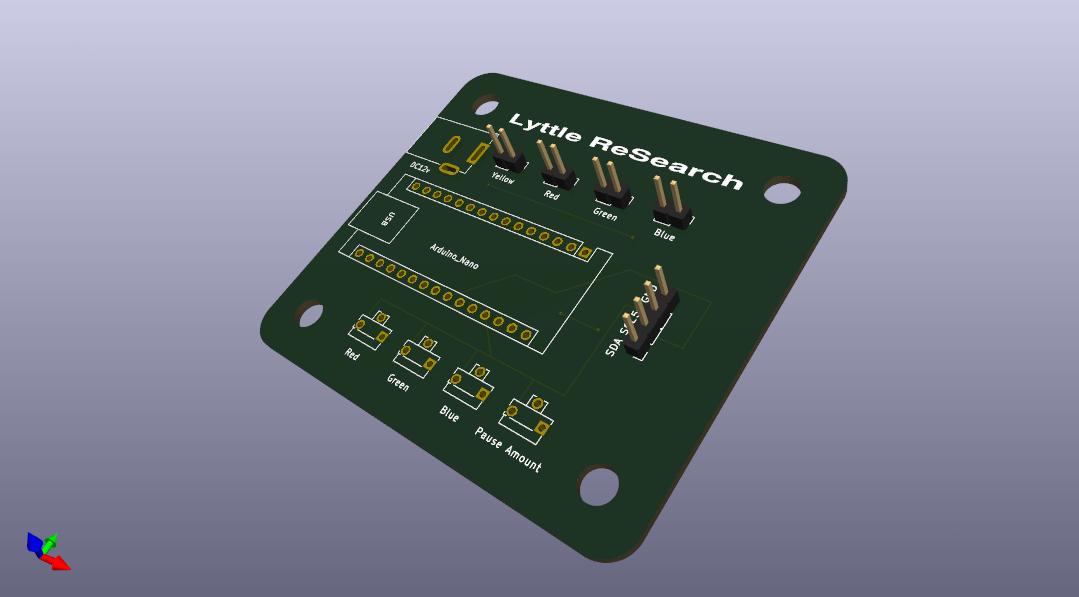 Lyttle ReSearch
DC12v
Yellow
Red
Green
Blue
USB
Arduino_Nano
SDA
Red
Green
Blue
Pause Amount